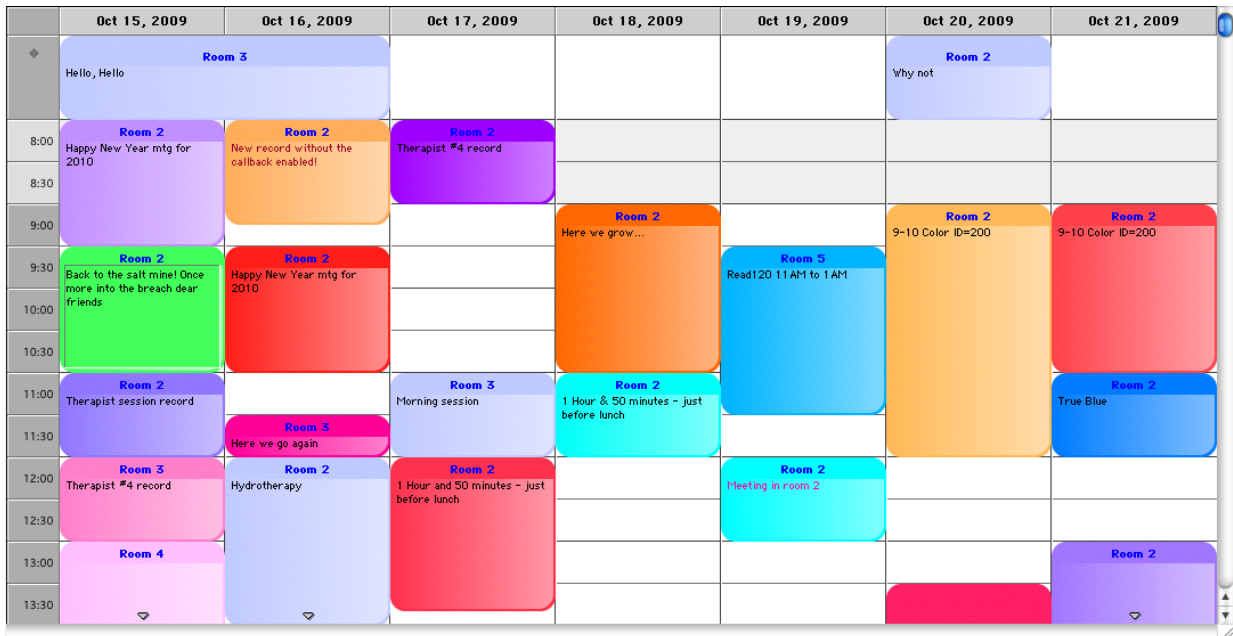 Oct 15, 2009 Oct 16, 2009 Oct 17, 2009 Oct 18, 2009 Oct 19, 2009 Oct 20, 2009 Oct 21, 2009
Room 3
Hello, Hello
Room 2
Why not
8:00
8:30
9:00
9:30
10:00
10:30
11:00
11:30
12:00
12:30
13:00
13:30
Room 2
Happy New Year mtg for
2010
Room 2
Back to the salt mine! Once
more into the breach dear
friends
Room 2
Therapist session record
Room 3
Therapist #4 record
Room 4
Room 2
New record without the
callback enabled!
Room 2
Happy New Year mtg for
2010
Room 3
Here we go again
Room 2
Hydrotherapy
Room 2
Therapist #4 record
Room 3
Morning session
Room 2
1 Hour and 50 minutes - just
before lunch
Room 2
Here we grow...
Room 2
1 Hour & 50 minutes - just
before lunch
Room 5
Read120 11 AM to 1 AM
Room 2
Meeting in room 2
Room 2
9-10 Color ID=200
Room 2
9-10 Color ID=200
Room 2
True Blue
Room 2